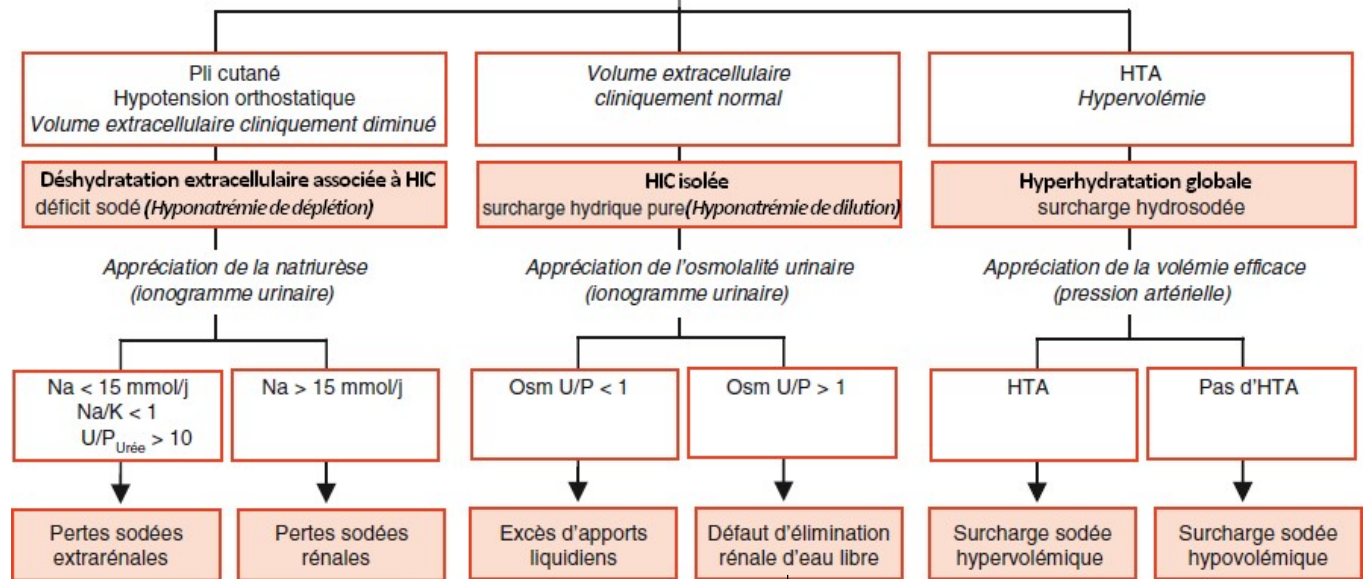 Pli cutané
Hypotension orthostatique
Volume extracellulaire cliniquement diminué
Volume extracellulaire
cliniquement normal
HTA
Hypervolémie
Déshydratation extracellulaire associée à HIC
déficit sodé (Hyponatrémie de déplétion)
HIC isolée
surcharge hydrique pure(Hyponatrémie de dilution)
Hyperhydratation globale
surcharge hydrosodée
Appréciation de la natriurèse
(ionogramme urinaire)
Appréciation de l'osmolalité urinaire
(ionogramme urinaire)
Appréciation de la volémie efficace
(pression artérielle)
Na < 15 mmol/j
Na/K < 1
U/P Urée > 10
Na > 15 mmol/j
Osm U/P < 1
Osm U/P > 1
HTA
Pas d'HTA
Pertes sodées
extrarénales
Pertes sodées
rénales
Excès d'apports
liquidiens
Défaut d'élimination
rénale d'eau libre
Surcharge sodée
hypervolémique
Surcharge sodée
hypovolémique